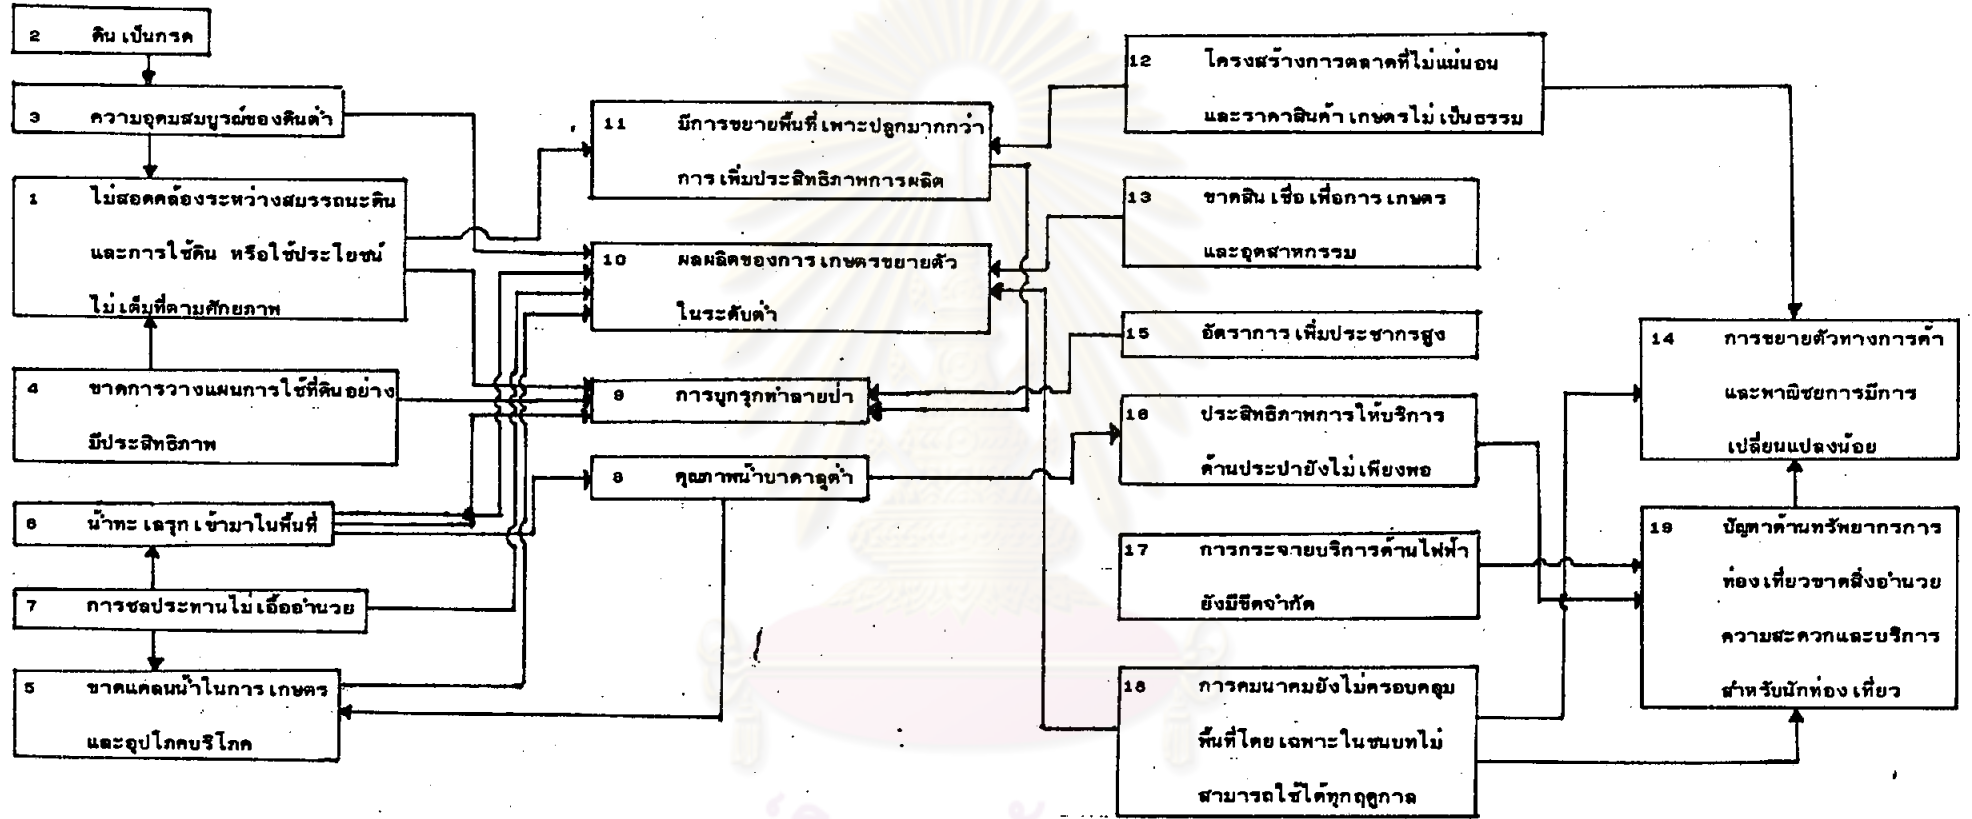 2 ดินเป็นกรด
3 ความอุดมสมบูรณ์ของดินต่ำ
1 ไม่สอดคล้องระหว่างสมรรถนะดิน
และการใช้ดิน หรือใช้ประโยชน์
ไม่เต็มที่ตามศักยภาพ
4 ขาดการวางแผนการใช้ที่ดินอย่าง
มีประสิทธิภาพ
6 น้ำทะเลรุกเข้ามาในพื้นที่
7 การชลประทานไม่เอื้ออำนวย
5 ขาดแคลนน้ำในการเกษตร
และอุปโภคบริโภค
11 มีการขยายพื้นที่เพาะปลูกมากกว่า
การเพิ่มประสิทธิภาพการผลิต
10 ผลผลิตของการเกษตรขยายตัว
ในระดับต่ำ
9 การบุกรุกทำลายป่า
8 คุณภาพน้ำบาดาลต่ำ
12 โครงสร้างการตลาดที่ไม่แน่นอน
และราคาสินค้าเกษตรไม่เป็นธรรม
13 ขาดสินเชื่อเพื่อการเกษตร
และอุตสาหกรรม
15 อัตราการเพิ่มประชากรสูง
16 ประสิทธิภาพการให้บริการ
ด้านประปายังไม่เพียงพอ
17 การกระจายบริการด้านไฟฟ้า
ยังมีขีดจำกัด
18 การคมนาคมยังไม่ครอบคลุม
พื้นที่โดยเฉพาะในชนบทไม่
สามารถใช้ได้ทุกฤดูกาล
14 การขยายตัวทางการค้า
และพาณิชยการมีการ
เปลี่ยนแปลงน้อย
19 ปัญหาด้านทรัพยากรการ
ท่องเที่ยวขาดสิ่งอำนวย
ความสะดวกและบริการ
สำหรับนักท่องเที่ยว